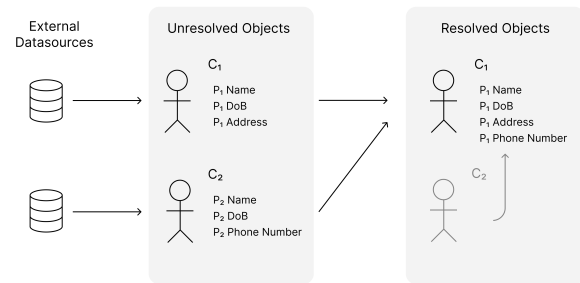 External
Datasources
Unresolved Objects
C₁
P₁ Name
P₁ DoB
P₁ Address
C₂
P₂ Name
P₂ DoB
P₂ Phone Number
Resolved Objects
C₁
P₁ Name
P₁ DoB
P₁ Address
P₁ Phone Number
C₂